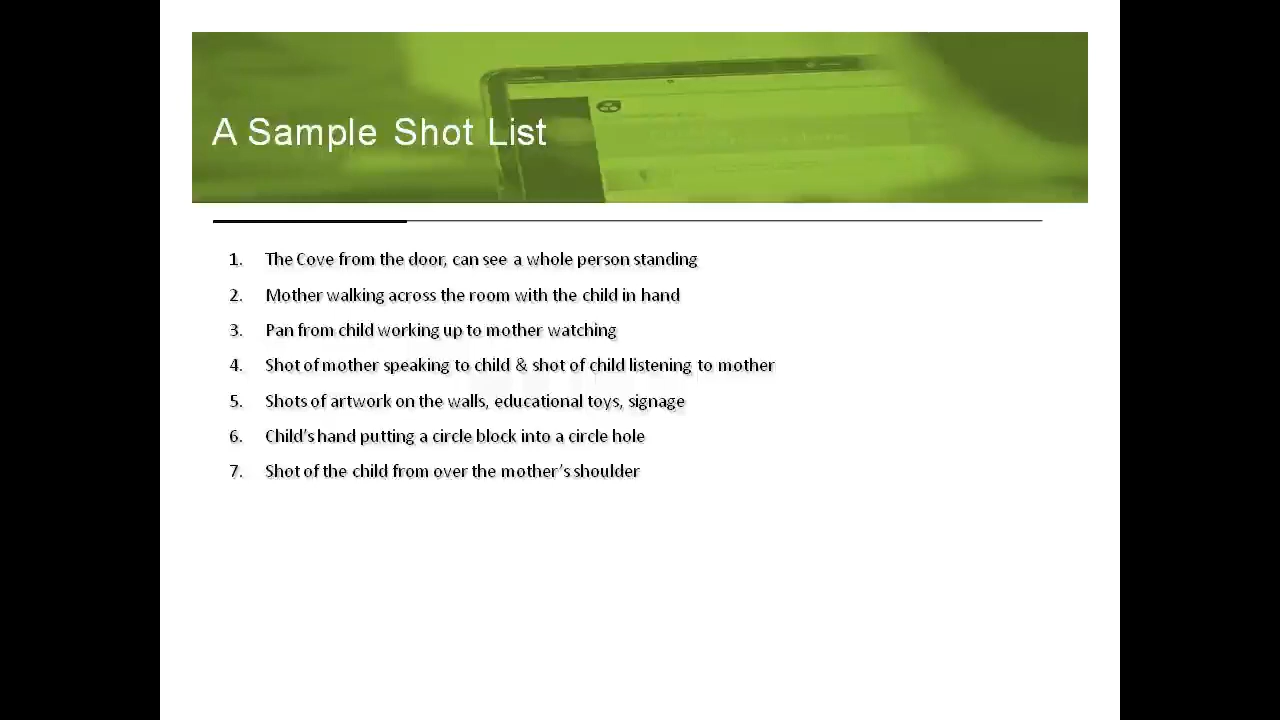 A Sample Shot List
1. The Cove from the door, can see a whole person standing
2. Mother walking across the room with the child in hand
3. Pan from child working up to mother watching
4. Shot of mother speaking to child & shot of child listening to mother
5. Shots of artwork on the walls, educational toys, signage
6. Child's hand putting a circle block into a circle hole
7. Shot of the child from over the mother's shoulder